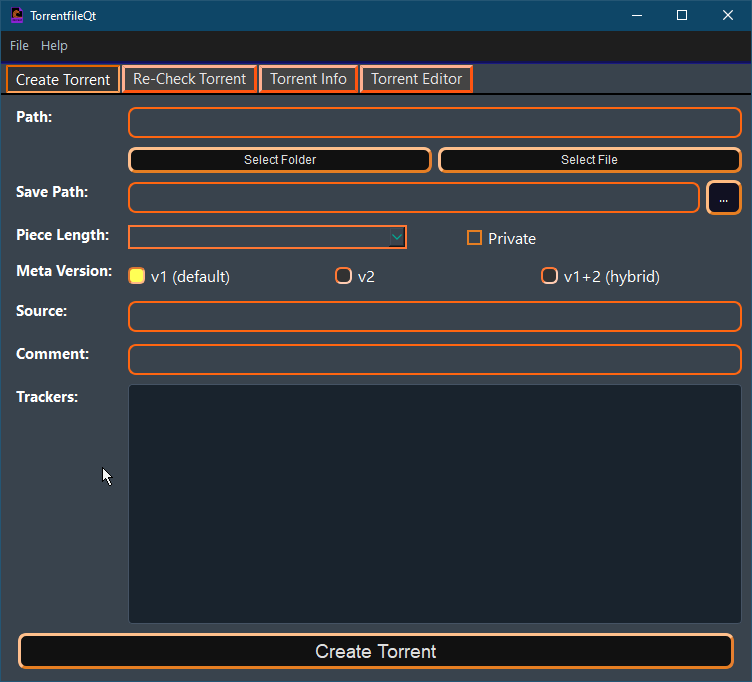 TorrentfileQt
File Help
Create Torrent Re-Check Torrent Torrent Info Torrent Editor
Path:
Select Folder Select File
Save Path: ...
Piece Length: Private
Meta Version: v1 (default) v2 v1+2 (hybrid)
Source:
Comment:
Trackers:
Create Torrent